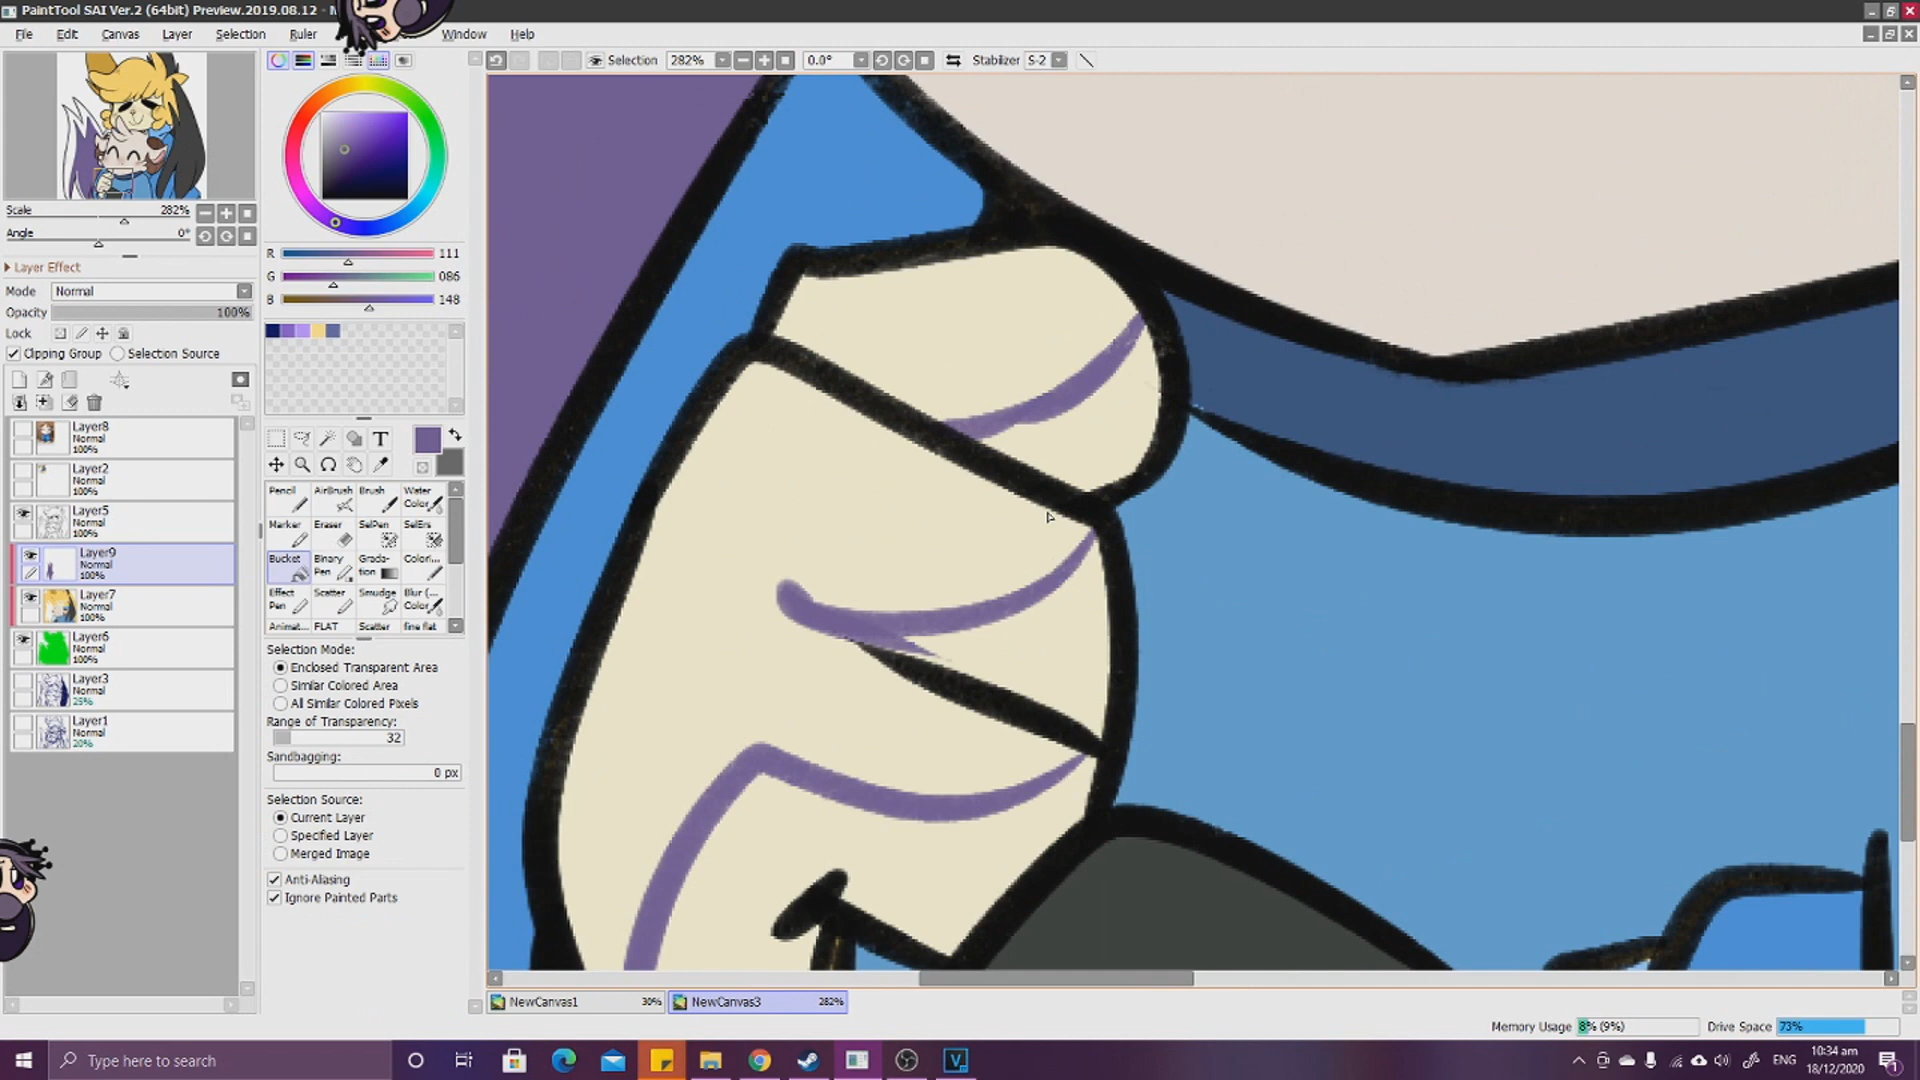 PaintTool SAI Ver.2 (64bit) Preview.2019.08.12 -
File Edit Canvas Layer Selection Ruler Window Help
Selection 282% 0.0° Stabilizer S-2
Scale 282%
Angle 0°
Layer Effect
Mode Normal
Opacity 100%
Lock
Clipping Group Selection Source
Layer8
Normal
100%
Layer2
Normal
100%
Layer5
Normal
100%
Layer9
Normal
100%
Layer7
Normal
100%
Layer6
Normal
100%
Layer3
Normal
25%
Layer1
Normal
20%
R 111
G 086
B 148
T
Pencil AirBrush Brush Water Color
Marker Eraser SelPen SelErs
Bucket Binary Pen Grada-tion Colori...
Effect Pen Scatter Smudge Blur (... Color
Animat... FLAT Scatter fine flat
Selection Mode:
Enclosed Transparent Area
Similar Colored Area
All Similar Colored Pixels
Range of Transparency:
32
Sandbagging:
0 px
Selection Source:
Current Layer
Specified Layer
Merged Image
Anti-Aliasing
Ignore Painted Parts
NewCanvas1 30% NewCanvas3 282%
Memory Usage 8% (9%) Drive Space 73%
Type here to search
ENG
10:34 am
18/12/2020